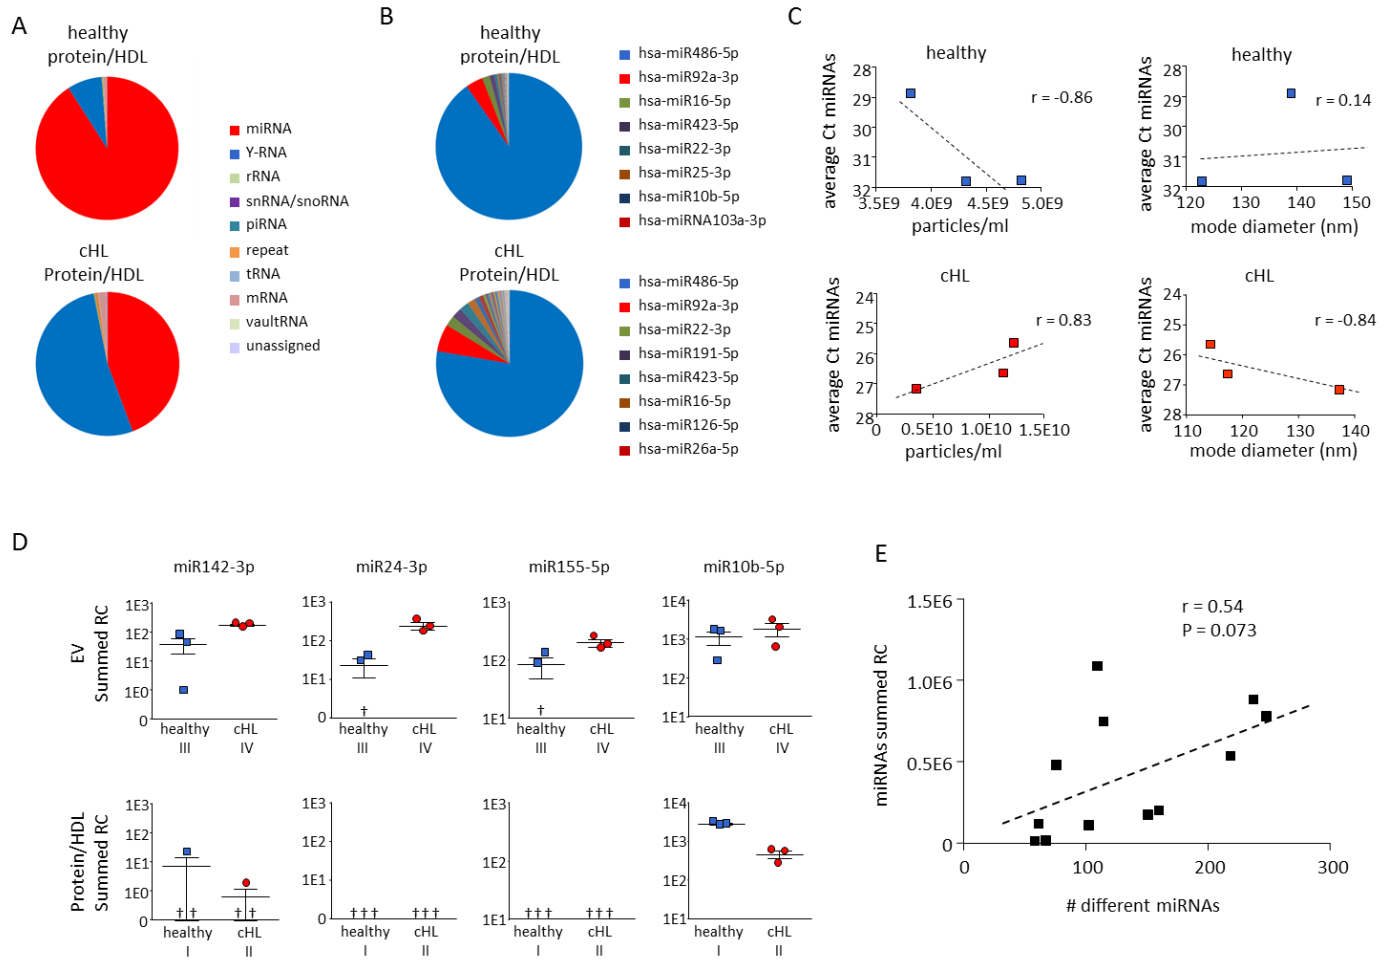 A
healthy
protein/HDL
cHL
Protein/HDL
miRNA
Y-RNA
rRNA
snRNA/snoRNA
piRNA
repeat
tRNA
mRNA
vaultRNA
unassigned
B
healthy
protein/HDL
hsa-miR486-5p
hsa-miR92a-3p
hsa-miR16-5p
hsa-miR423-5p
hsa-miR22-3p
hsa-miR25-3p
hsa-miR10b-5p
hsa-miRNA103a-3p
cHL
Protein/HDL
hsa-miR486-5p
hsa-miR92a-3p
hsa-miR22-3p
hsa-miR191-5p
hsa-miR423-5p
hsa-miR16-5p
hsa-miR126-5p
hsa-miR26a-5p
C
healthy
average Ct miRNAs
28
29
30
31
32
r = -0.86
3.5E9 4.0E9 4.5E9 5.0E9
particles/ml
healthy
average Ct miRNAs
28
29
30
31
32
r = 0.14
120 130 140 150
mode diameter (nm)
cHL
average Ct miRNAs
24
25
26
27
28
r = 0.83
0 0.5E10 1.0E10 1.5E10
particles/ml
cHL
average Ct miRNAs
24
25
26
27
28
r = -0.84
110 120 130 140
mode diameter (nm)
D
miR142-3p
EV
Summed RC
1E3
1E2
1E1
1E0
0
healthy cHL
III IV
miR24-3p
1E3
1E2
1E1
0
†
healthy cHL
III IV
miR155-5p
1E3
1E2
1E1
†
healthy cHL
III IV
miR10b-5p
1E4
1E3
1E2
1E1
healthy cHL
III IV
Protein/HDL
Summed RC
1E3
1E2
1E1
1E0
0
† † † †
healthy cHL
I II
1E3
1E2
1E1
0
† † † † † †
healthy cHL
I II
1E3
1E2
1E1
† † † † † †
healthy cHL
I II
1E4
1E3
1E2
1E1
healthy cHL
I II
E
miRNAs summed RC
1.5E6
1.0E6
0.5E6
0
r = 0.54
P = 0.073
0 100 200 300
# different miRNAs